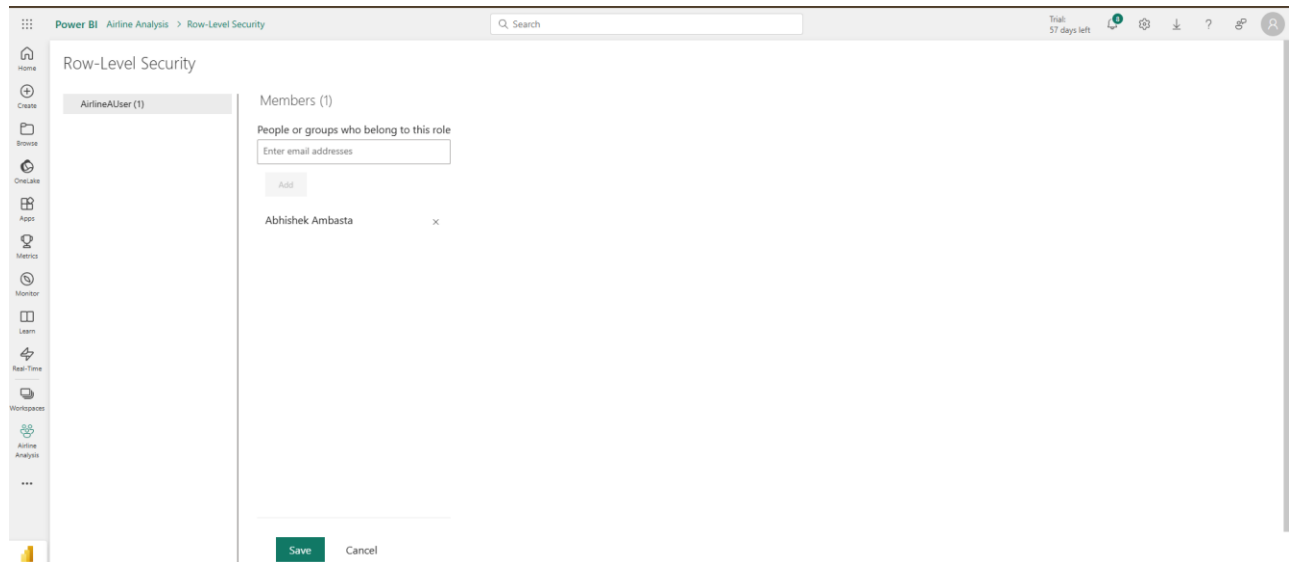 Power BI Airline Analysis > Row-Level Security
Search
Trial:
57 days left
8
?
Home
Create
Browse
OneLake
Apps
Metrics
Monitor
Learn
Real-Time
Workspaces
Airline
Analysis
...
Row-Level Security
AirlineAUser (1)
Members (1)
People or groups who belong to this role
Enter email addresses
Add
Abhishek Ambasta ×
Save Cancel